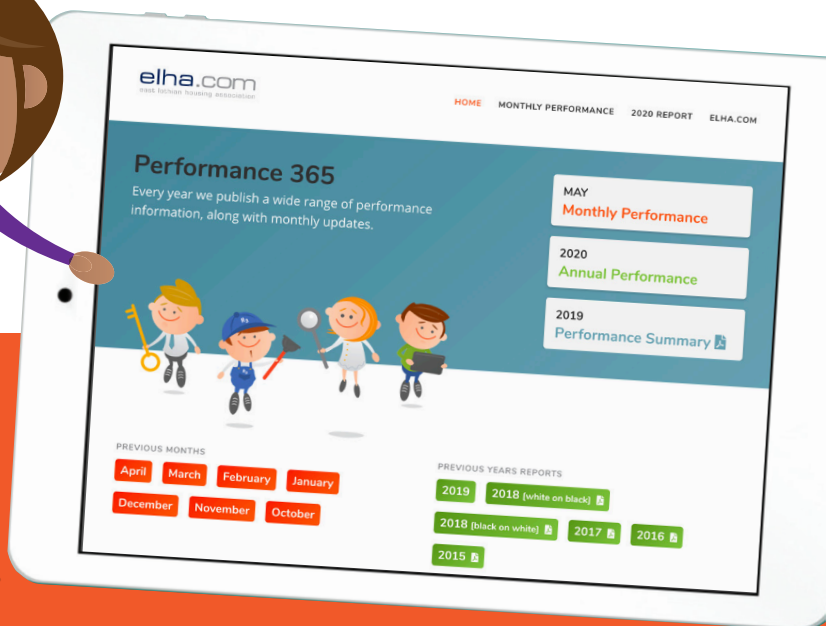 elha.com
east lothian housing association
HOME MONTHLY PERFORMANCE 2020 REPORT ELHA.COM
Performance 365
Every year we publish a wide range of performance
information, along with monthly updates.
MAY
Monthly Performance
2020
Annual Performance
2019
Performance Summary
PREVIOUS MONTHS
April March February January
December November October
PREVIOUS YEARS REPORTS
2019 2018 [white on black]
2018 [black on white] 2017 2016
2015